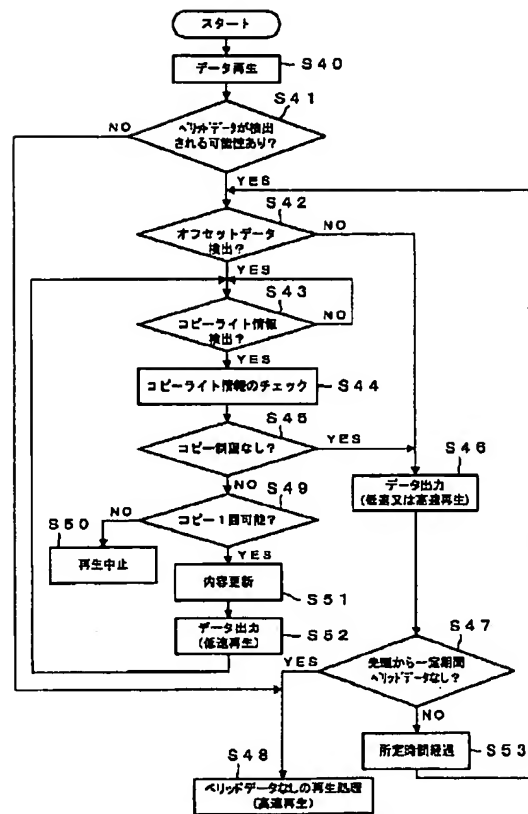 スタート
データ再生
S40
S41
ベリッドデータが検出
される可能性あり?
NO
YES
S42
オフセットデータ
検出?
NO
YES
S43
コピーライト情報
検出?
NO
YES
コピーライト情報のチェック
S44
S45
コピー制限なし?
YES
NO
S46
データ出力
(低速又は高速再生)
S49
コピー1回可能?
NO
S50
再生中止
YES
内容更新
S51
データ出力
(低速再生)
S52
S47
先頭から一定期間
ベリッドデータなし?
YES
NO
所定時間経過
S53
S48
ベリッドデータなしの再生処理
(高速再生)